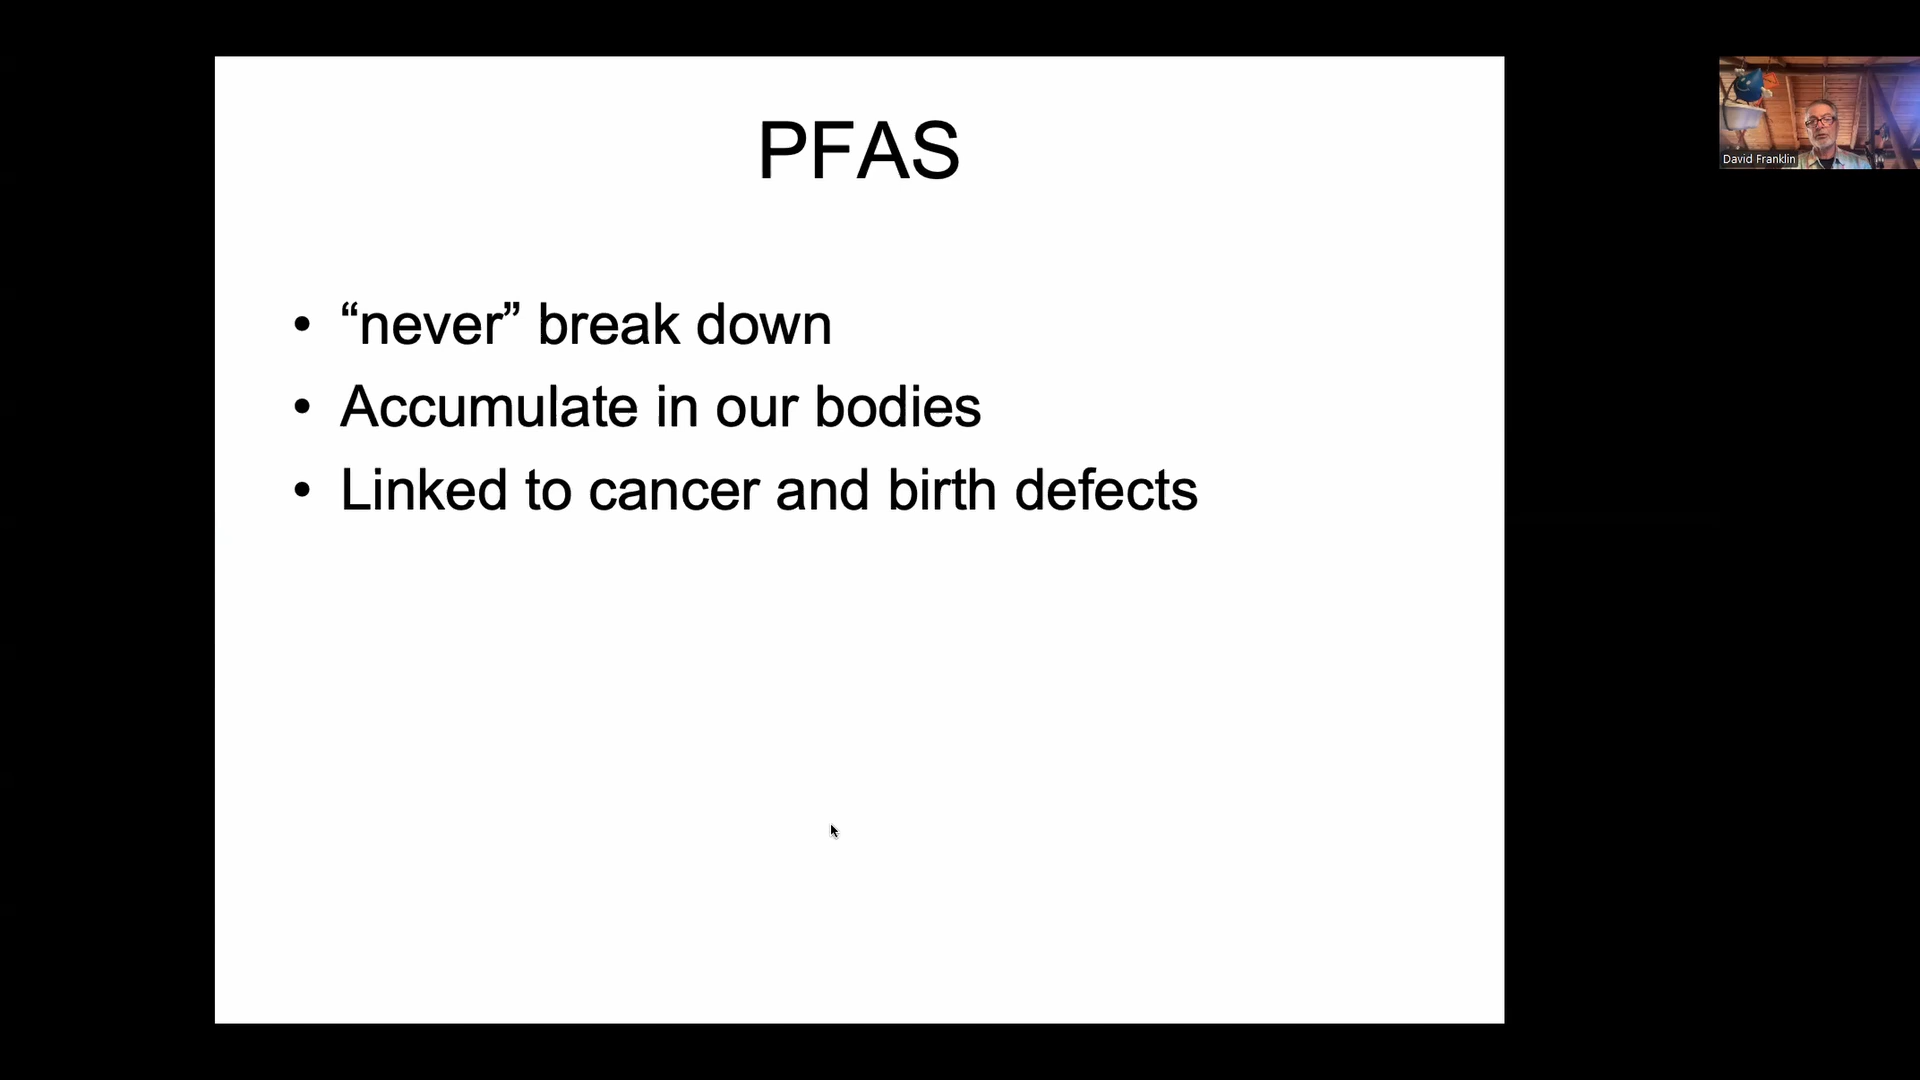 PFAS
• “never” break down
• Accumulate in our bodies
• Linked to cancer and birth defects
David Franklin